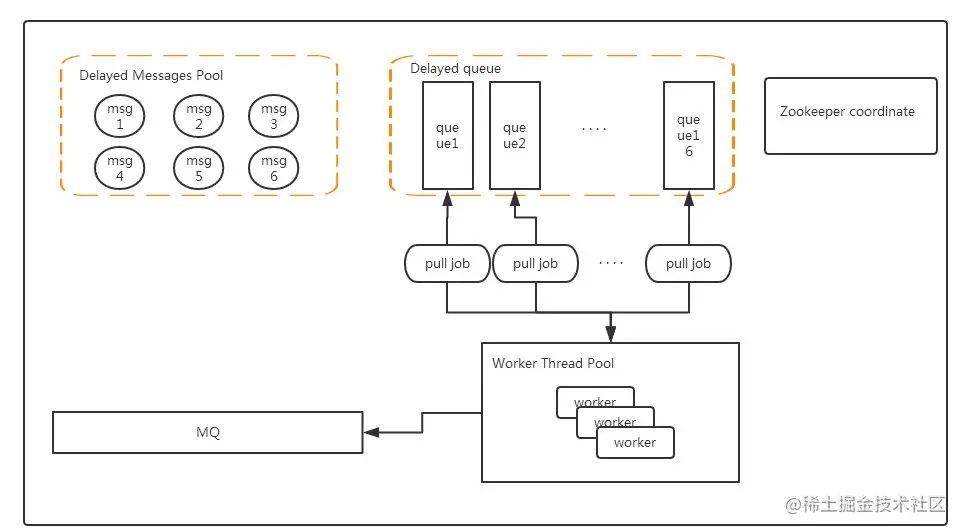 Delayed Messages Pool
msg
1
msg
2
msg
3
msg
4
msg
5
msg
6
Delayed queue
que
ue1
que
ue2
....
que
ue1
6
Zookeeper coordinate
pull job
pull job
....
pull job
Worker Thread Pool
worker
worker
worker
MQ
@稀土掘金技术社区